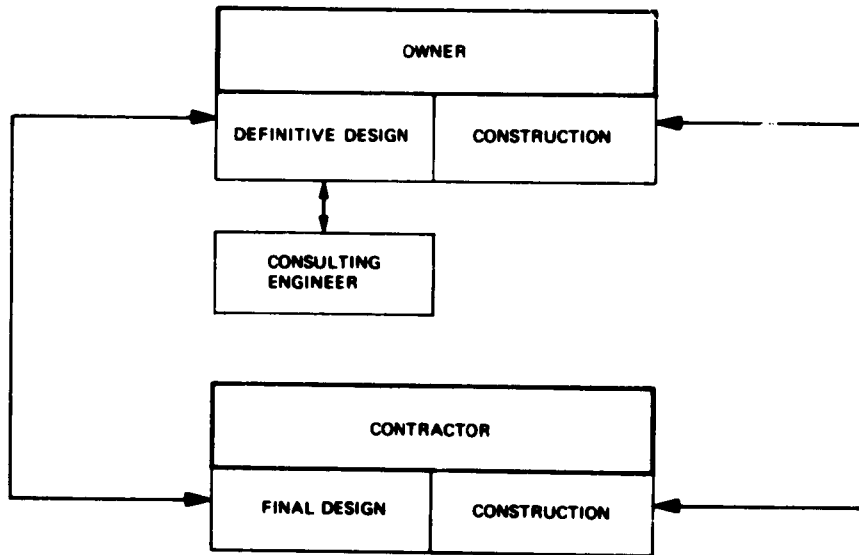 OWNER
DEFINITIVE DESIGN
CONSTRUCTION
CONSULTING
ENGINEER
CONTRACTOR
FINAL DESIGN
CONSTRUCTION